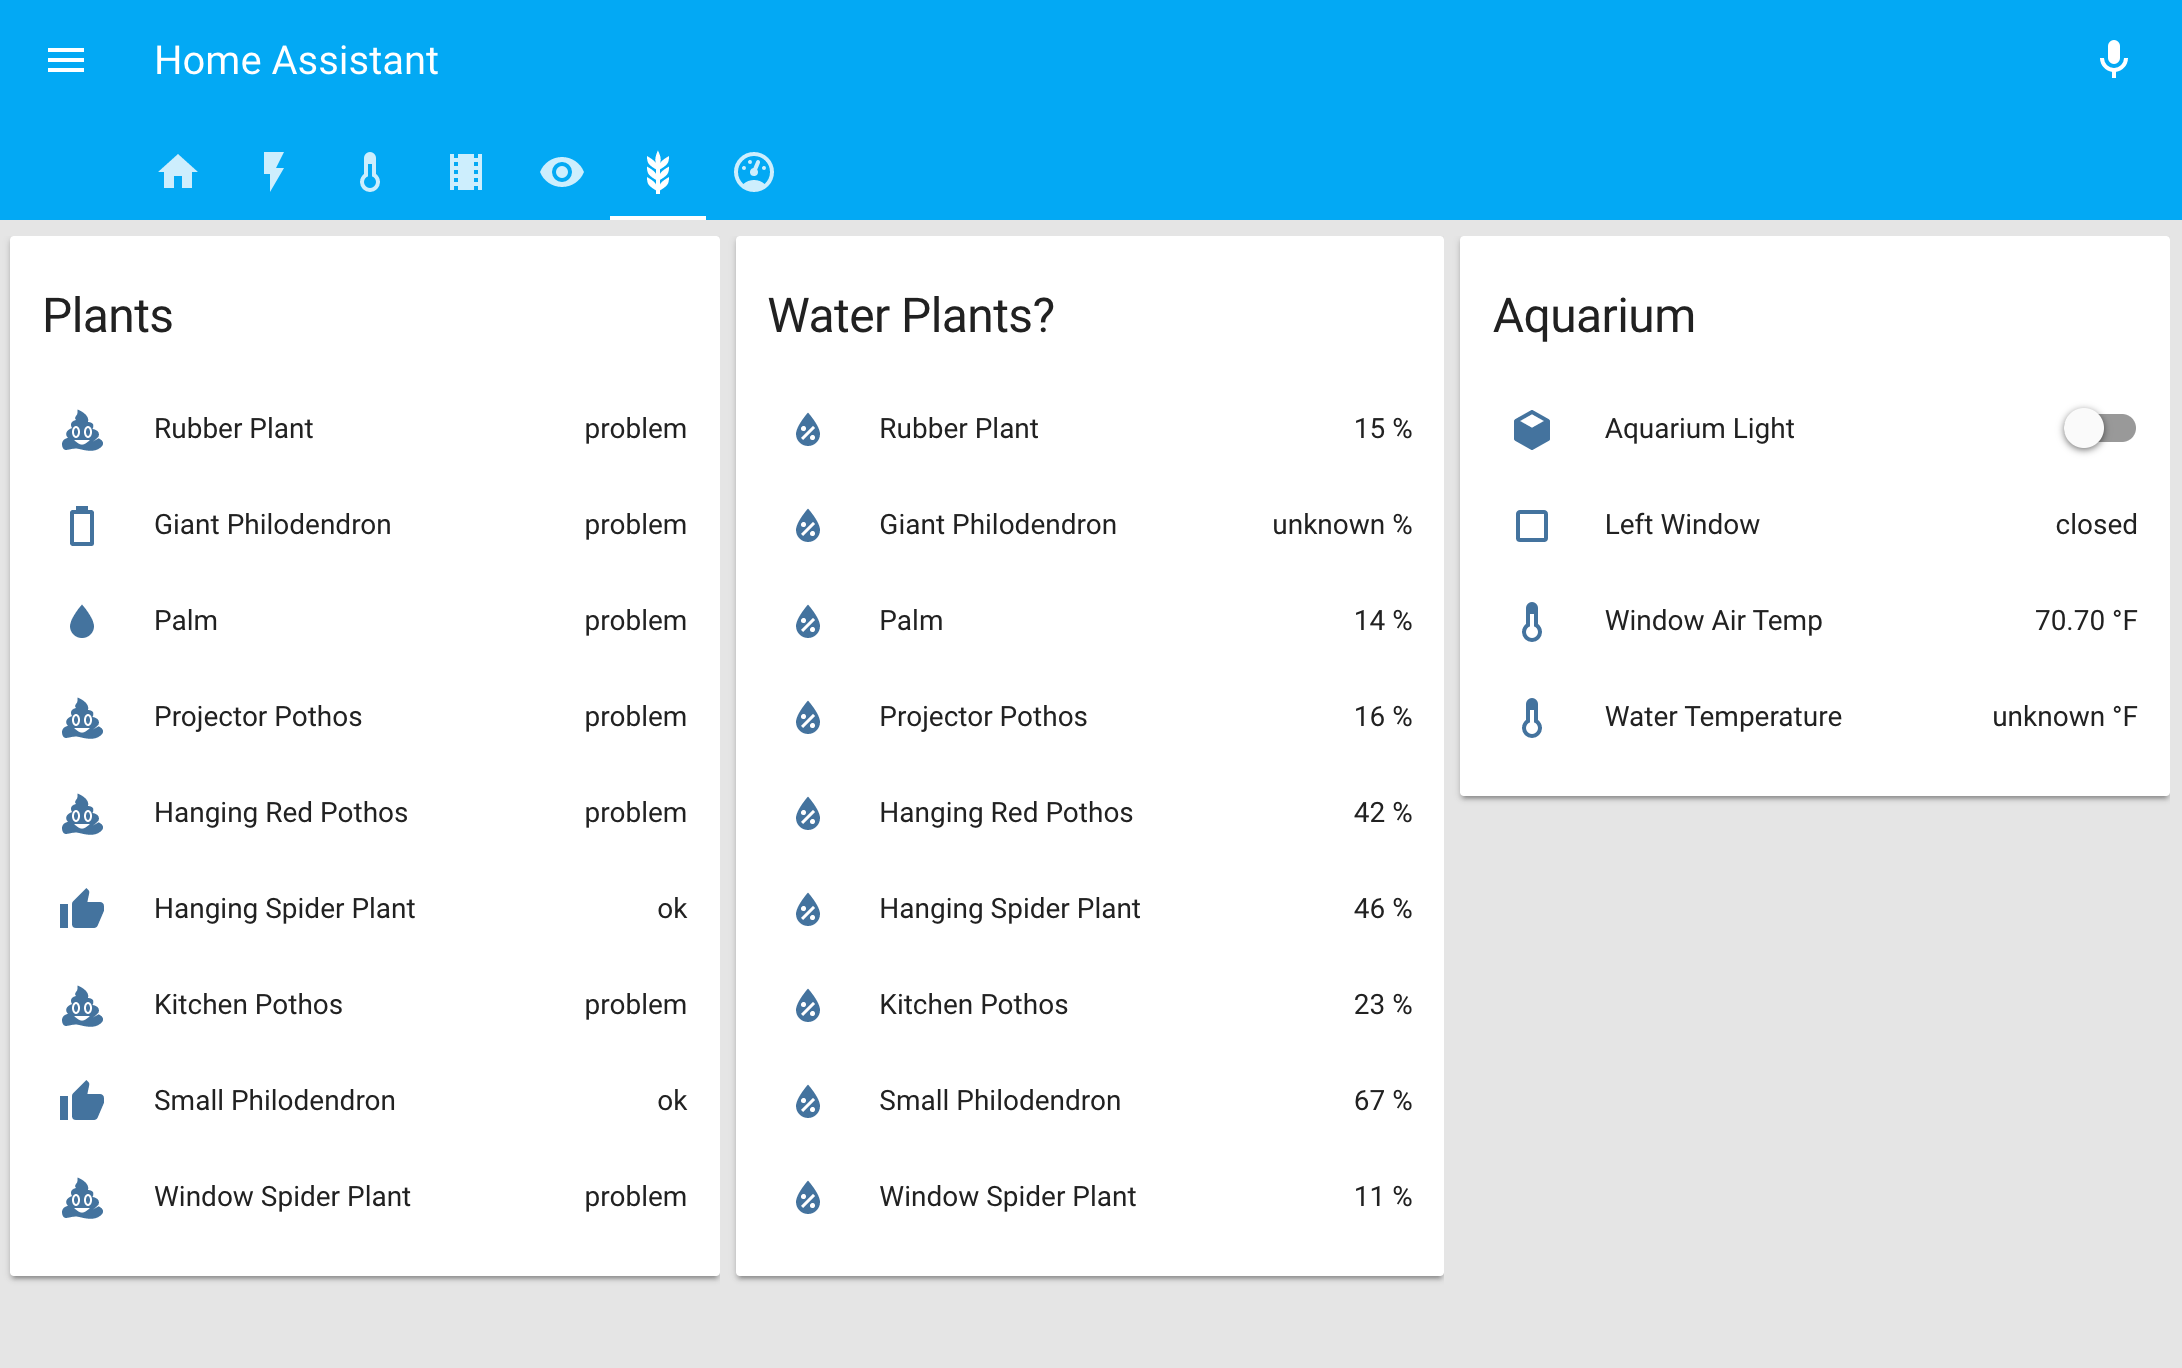 Home Assistant
Plants
Rubber Plant problem
Giant Philodendron problem
Palm problem
Projector Pothos problem
Hanging Red Pothos problem
Hanging Spider Plant ok
Kitchen Pothos problem
Small Philodendron ok
Window Spider Plant problem
Water Plants?
Rubber Plant 15 %
Giant Philodendron unknown %
Palm 14 %
Projector Pothos 16 %
Hanging Red Pothos 42 %
Hanging Spider Plant 46 %
Kitchen Pothos 23 %
Small Philodendron 67 %
Window Spider Plant 11 %
Aquarium
Aquarium Light
Left Window closed
Window Air Temp 70.70 °F
Water Temperature unknown °F